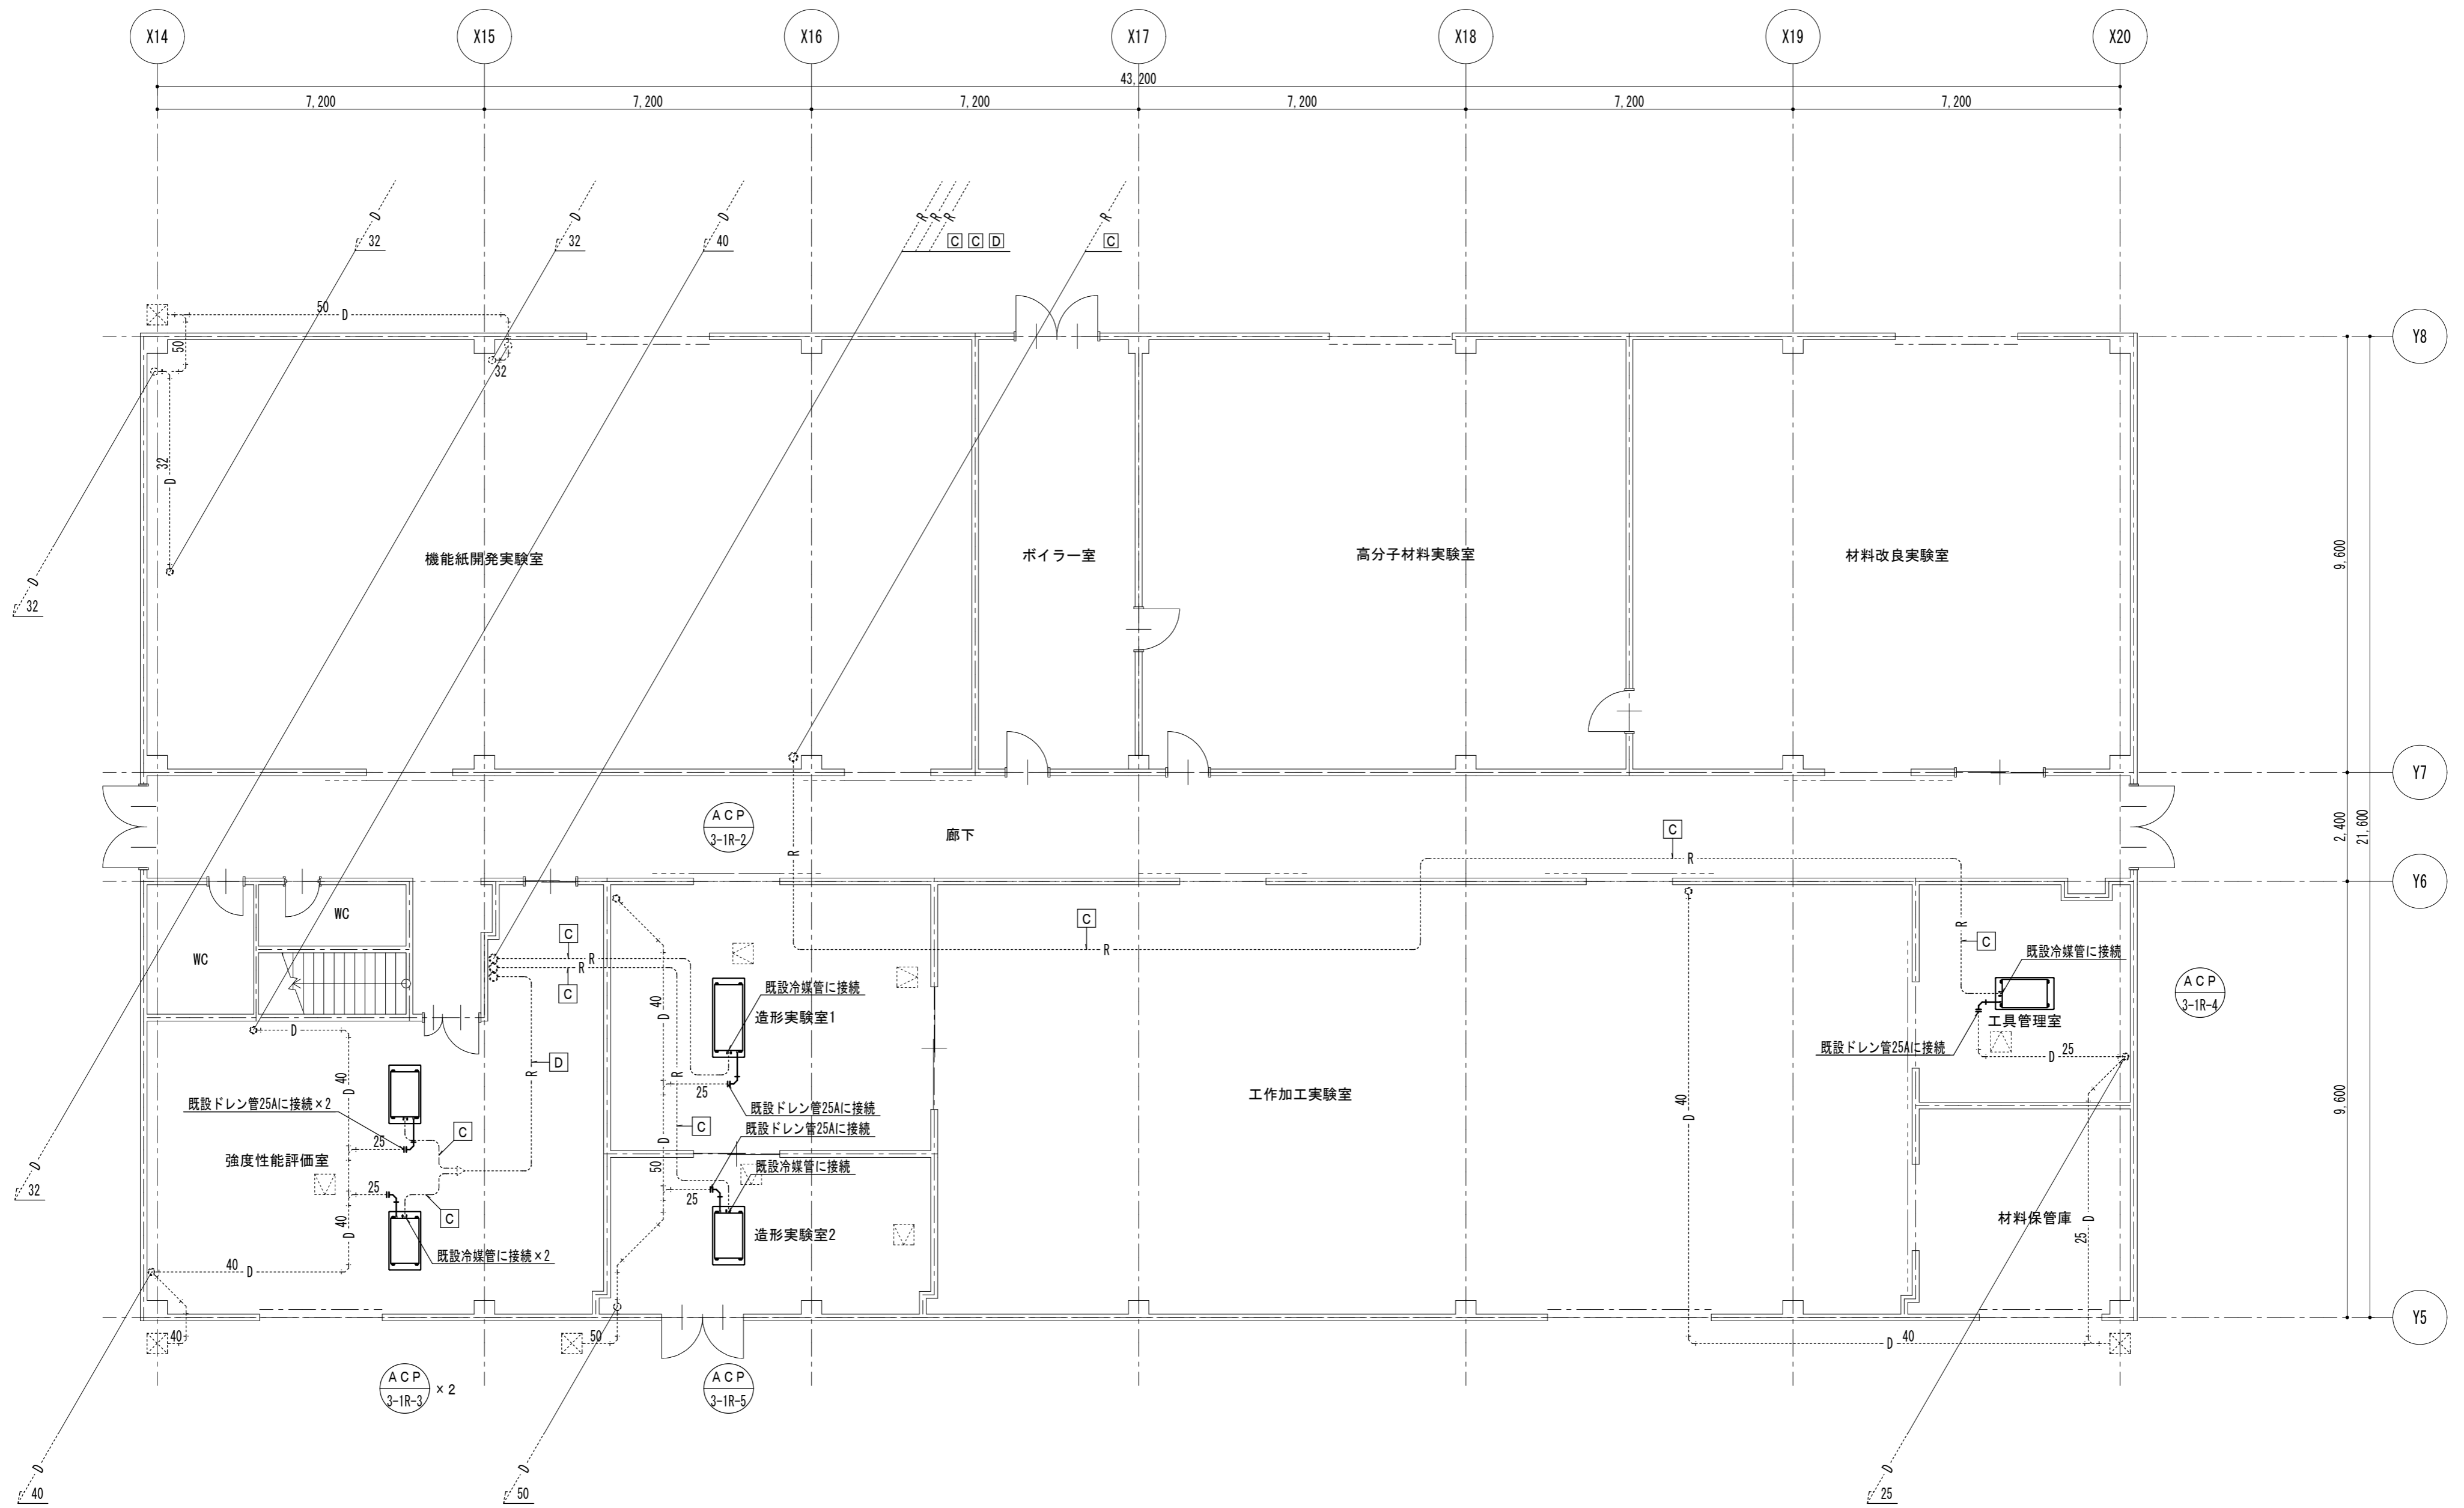 X14
X15
X16
X17
X18
X19
X20
43,200
7,200
7,200
7,200
7,200
7,200
7,200
D
32
D
32
D
40
R
R
R
C C D
R
C
50
D
50
32
32
D
D
32
Y8
機能紙開発実験室
ボイラー室
高分子材料実験室
材料改良実験室
9,600
Y7
ACP
3-1R-2
廊下
R
C
R
2,400
21,600
Y6
WC
WC
C
R
R
C
C
R
R
C
既設冷媒管に接続
工具管理室
ACP
3-1R-4
既設ドレン管25Aに接続
D
25
40
D
既設冷媒管に接続
造形実験室1
R
25
既設ドレン管25Aに接続
既設ドレン管25Aに接続
C
既設冷媒管に接続
D
50
25
造形実験室2
D
40
D
R
D
既設ドレン管25Aに接続×2
25
C
強度性能評価室
25
C
40
D
既設冷媒管に接続×2
40
D
工作加工実験室
40
D
材料保管庫
D
25
9,600
D
32
Y5
40
50
D
40
ACP
3-1R-3
×2
ACP
3-1R-5
D
40
D
50
D
25